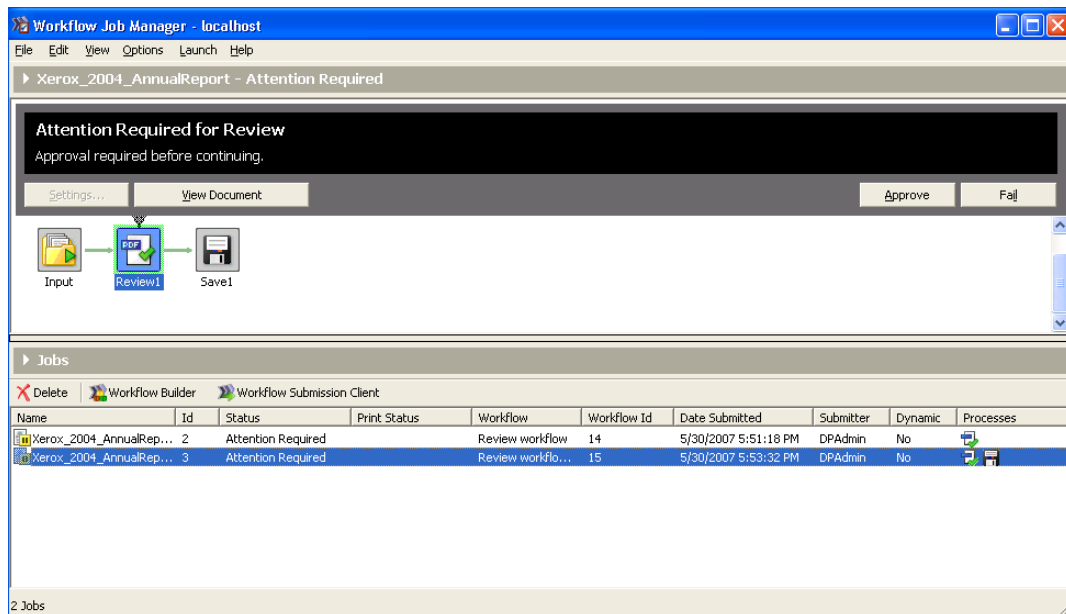 Workflow Job Manager - localhost
File Edit View Options Launch Help
Xerox_2004_AnnualReport - Attention Required
Attention Required for Review
Approval required before continuing.
Settings... View Document Approve Fail
PDF
Input Review1 Save1
Jobs
Delete Workflow Builder Workflow Submission Client
Name Id Status Print Status Workflow Workflow Id Date Submitted Submitter Dynamic Processes
Xerox_2004_AnnualRep... 2 Attention Required Review workflow 14 5/30/2007 5:51:18 PM DPAdmin No
Xerox_2004_AnnualRep... 3 Attention Required Review workflo... 15 5/30/2007 5:53:32 PM DPAdmin No
2 Jobs